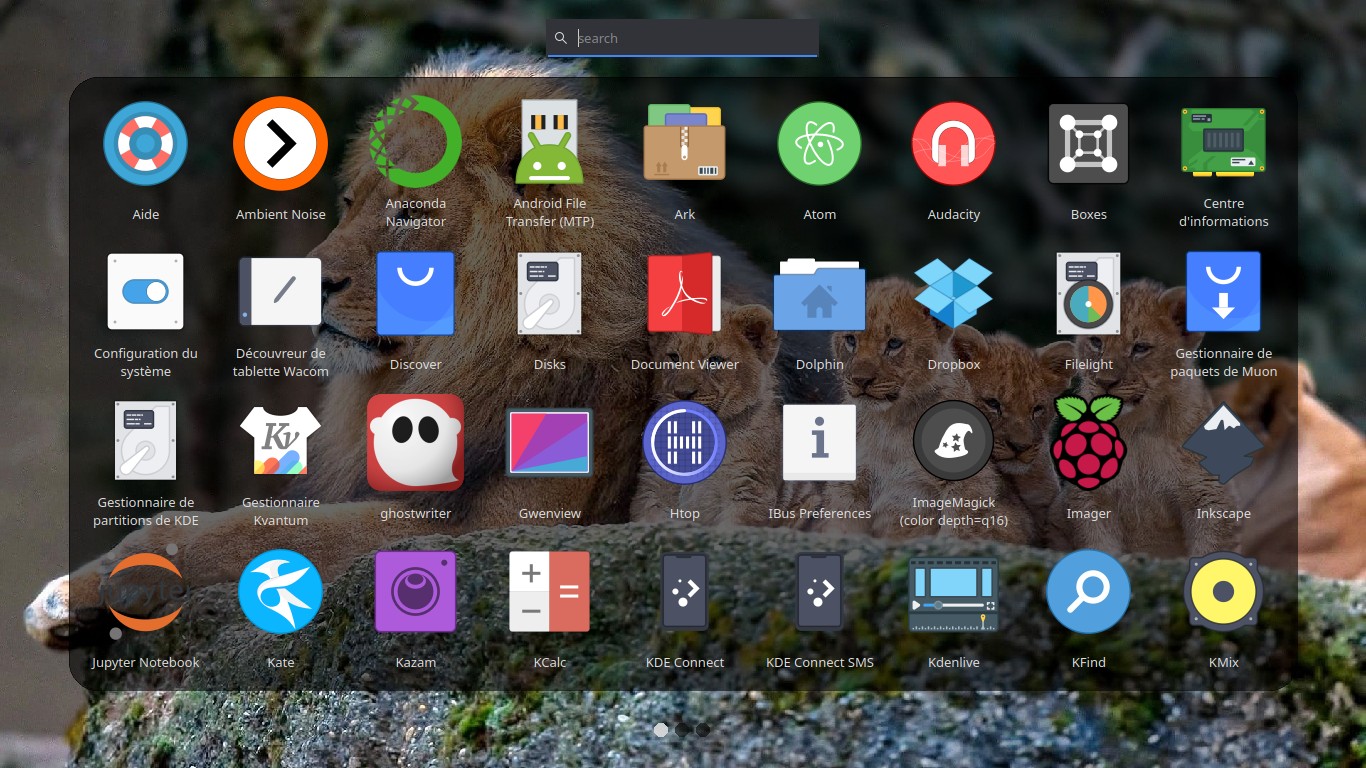 search
Aide
Ambient Noise
Anaconda
Navigator
Android File
Transfer (MTP)
Ark
Atom
Audacity
Boxes
Centre
d'informations
Configuration du
système
Découvreur de
tablette Wacom
Discover
Disks
Document Viewer
Dolphin
Dropbox
Filelight
Gestionnaire de
paquets de Muon
Kv
Gestionnaire de
partitions de KDE
Gestionnaire
Kvantum
ghostwriter
Gwenview
Htop
i
IBus Preferences
ImageMagick
(color depth=q16)
Imager
Inkscape
jupyter
+
−
=
Jupyter Notebook
Kate
Kazam
KCalc
KDE Connect
KDE Connect SMS
Kdenlive
KFind
KMix